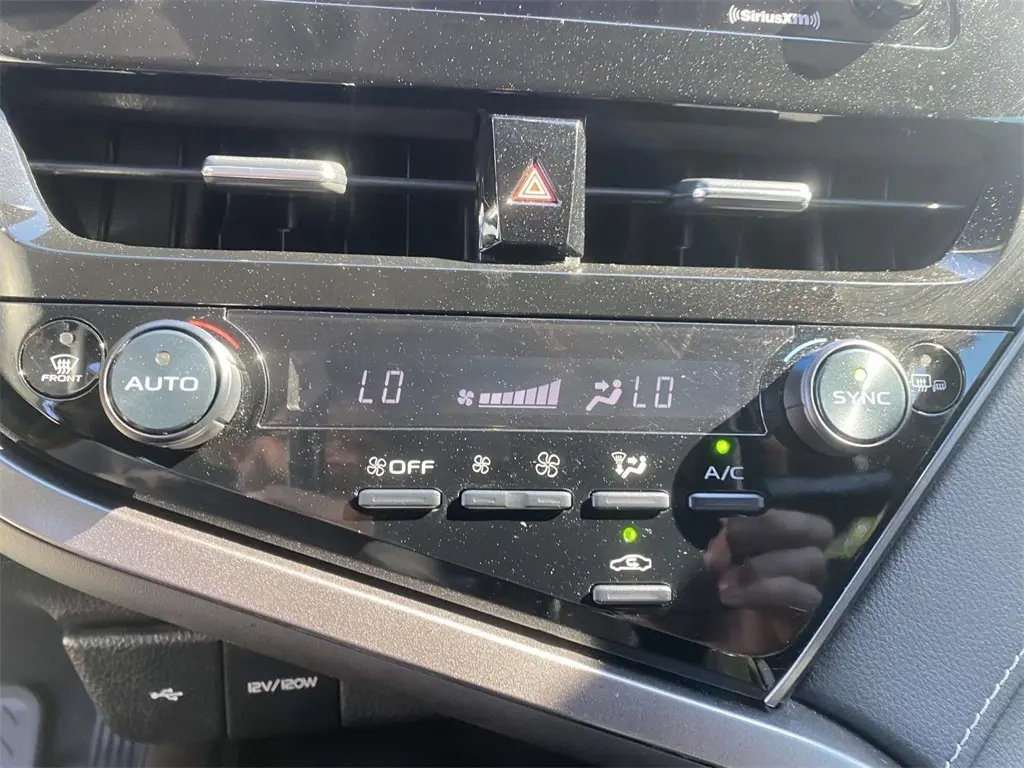 SiriusXM
FRONT
AUTO
LO
LO
SYNC
OFF
A/C
12V/120W